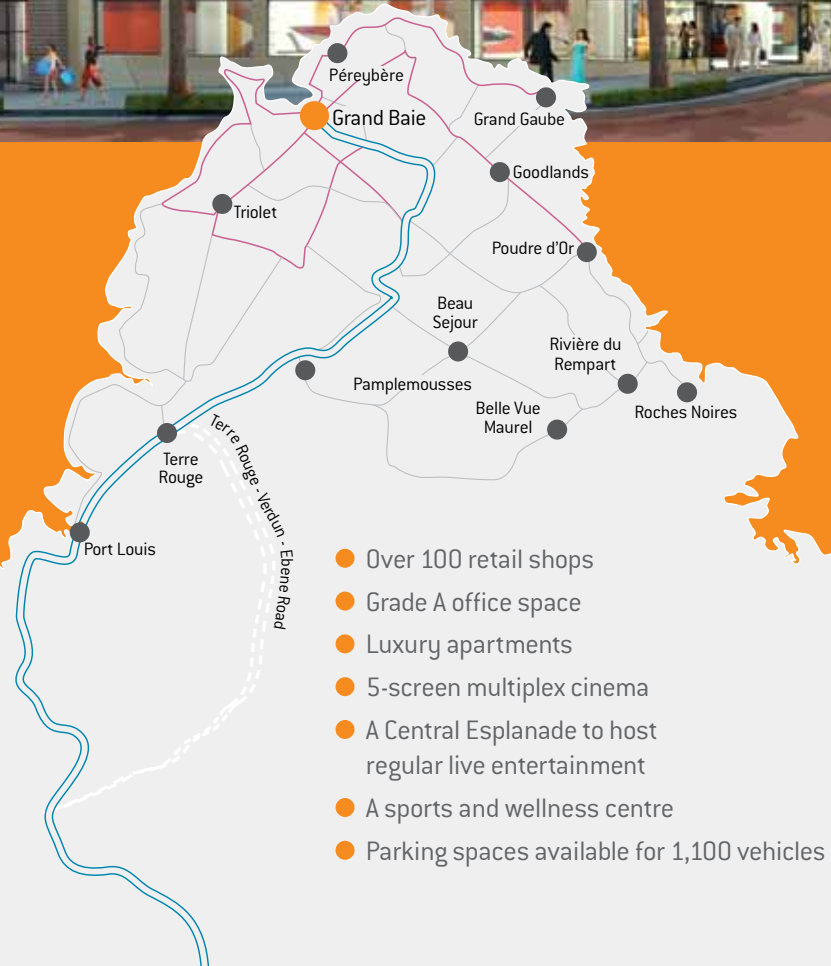 Péreybère
Grand Baie
Grand Gaube
Goodlands
Triolet
Poudre d'Or
Beau
Sejour
Rivière du
Rempart
Pamplemousses
Belle Vue
Maurel
Roches Noires
Terre Rouge - Verdun - Ebene Road
Terre
Rouge
Port Louis
Over 100 retail shops
Grade A office space
Luxury apartments
5-screen multiplex cinema
A Central Esplanade to host
regular live entertainment
A sports and wellness centre
Parking spaces available for 1,100 vehicles